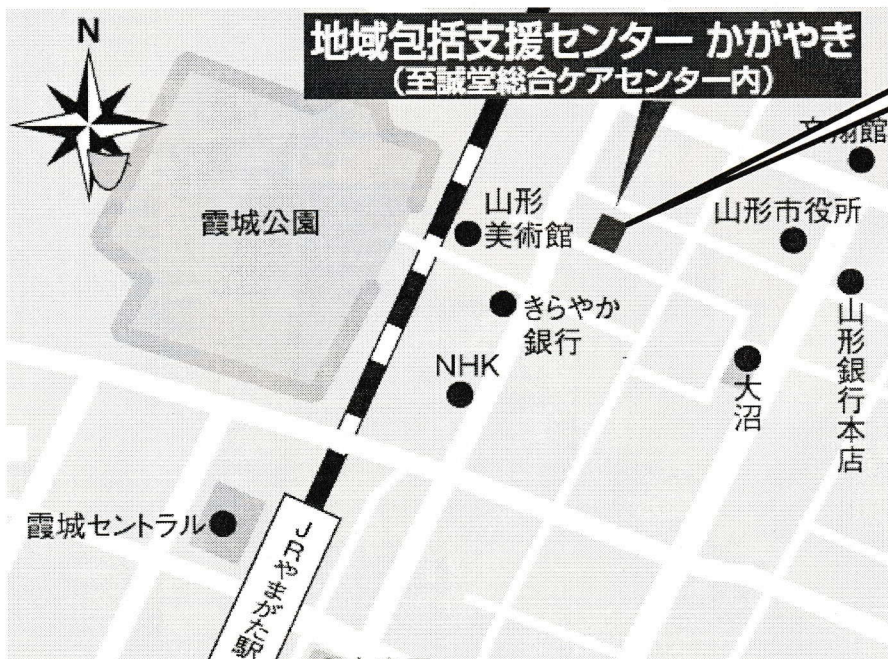 N
地域包括支援センター かがやき
(至誠堂総合ケアセンター内)
文翔館
山形
美術館
山形市役所
霞城公園
きらやか
銀行
山形銀行本店
NHK
大沼
霞城セントラル
JRやまがた駅